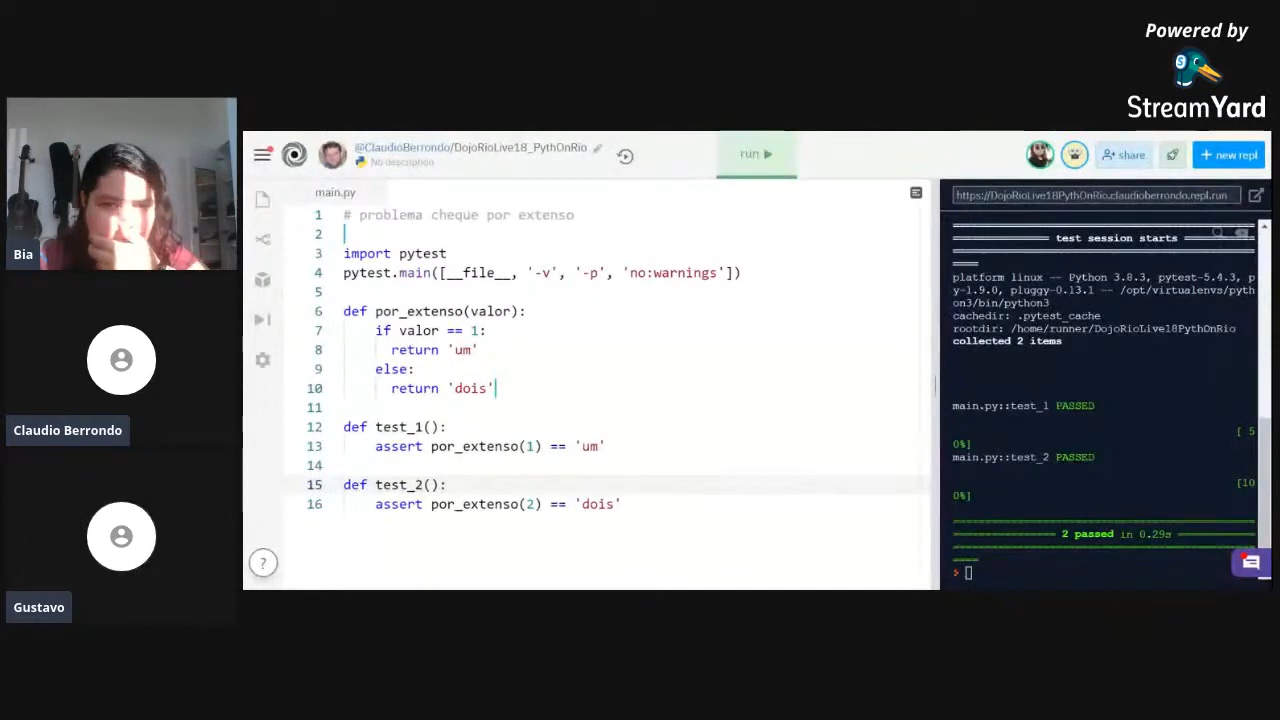 Powered by
StreamYard
Bia
Claudio Berrondo
Gustavo
@ClaudioBerrondo/DojoRioLive18_PythOnRio
No description
run
share
+ new repl
main.py
1 # problema cheque por extenso
2
3 import pytest
4 pytest.main([__file__, '-v', '-p', 'no:warnings'])
5
6 def por_extenso(valor):
7 if valor == 1:
8 return 'um'
9 else:
10 return 'dois'
11
12 def test_1():
13 assert por_extenso(1) == 'um'
14
15 def test_2():
16 assert por_extenso(2) == 'dois'
?
https://DojoRioLive18PythOnRio.claudioberrondo.repl.run
test session starts
platform linux -- Python 3.8.3, pytest-5.4.3, p
y-1.9.0, pluggy-0.13.1 -- /opt/virtualenvs/pyth
on3/bin/python3
cachedir: .pytest_cache
rootdir: /home/runner/DojoRioLive18PythOnRio
collected 2 items
main.py::test_1 PASSED
[ 5
0%]
main.py::test_2 PASSED
[10
0%]
2 passed in 0.29s
>